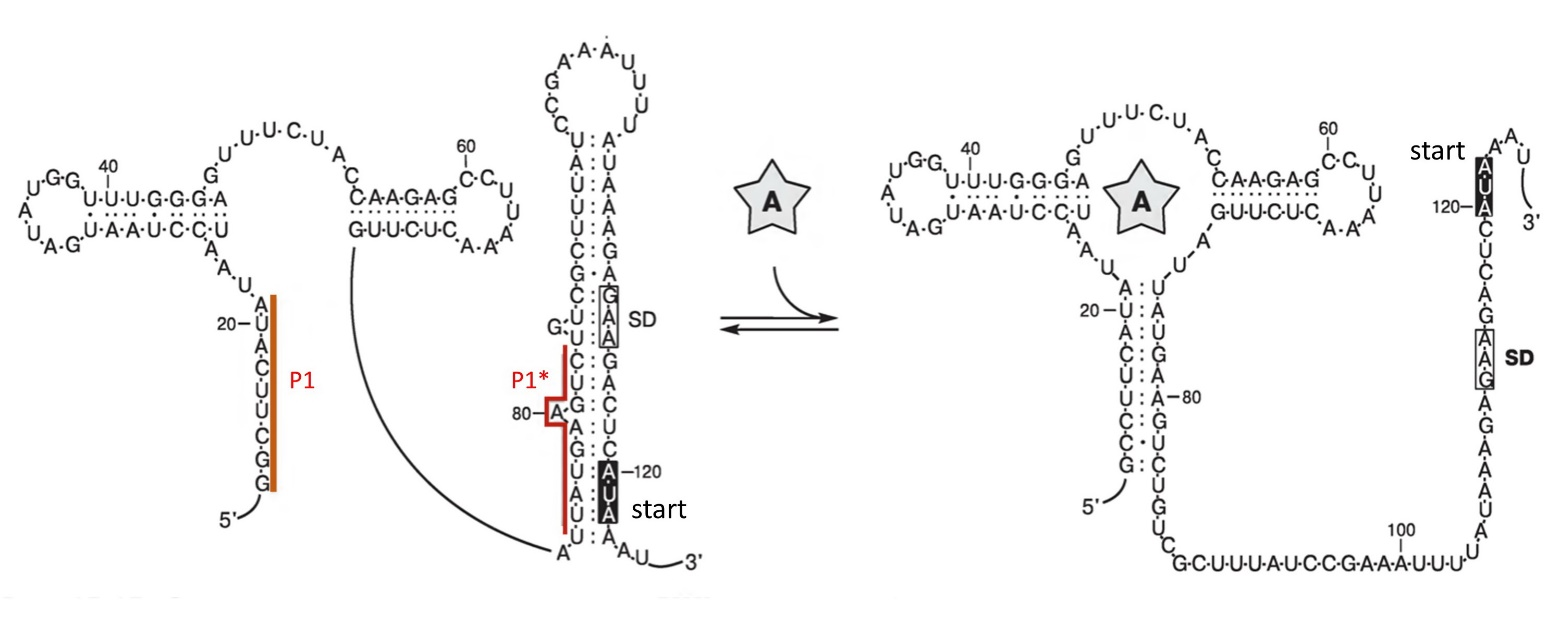 U·G·G·U·U·U·G·G·G·A
40
A·U·A·G·U·A·A·U·C·C·U
G·U·U·U·C·U·A·C
C·A·A·G·A·G·C·C·U
60
G·U·U·C·U·C·A·A·A·U
A·A·U
A·U·A·C·U·U·C·G·G
20
P1
5'
C·C·G·A·A·A·U·U·U·U
U·A·U·U·U·C·G·C·U·U·C·U·G·A·G·U·A·U·U
G
A
A
80
P1*
A·U·A·A·A·G·A·G·A·A·G·A·C·U·C·A·U·A·A·A·U
SD
120
start
3'
A
U·G·G·U·U·U·G·G·G·A
40
A·U·A·G·U·A·A·U·C·C·U
G·U·U·U·C·U·A·C
A
C·A·A·G·A·G·C·C·U·U
60
G·U·U·C·U·C·A·A·A
A·A·U
A·U
A·U·A·C·U·U·C·C·G
20
5'
U·A·U·G·A·A·G·U·C·U·G·U·C
80
G·C·U·U·U·A·U·C·C·G·A·A·A·U·U·U·U
100
start
A·U·A·C·U·C·A·G·A·A·G·A·G·A·A·A·U·A
120
SD
A·A·U
3'